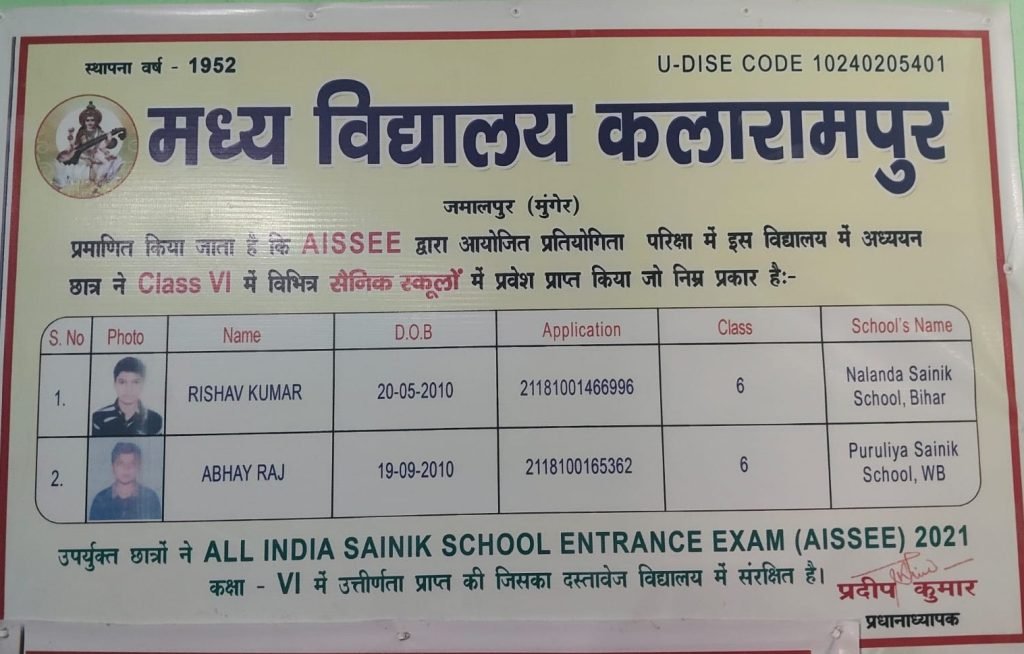 स्थापना वर्ष - 1952
U-DISE CODE 10240205401
मध्य विद्यालय कलारामपुर
जमालपुर (मुंगेर)
प्रमाणित किया जाता है कि AISSEE द्वारा आयोजित प्रतियोगिता परिक्षा में इस विद्यालय में अध्ययन
छात्र ने Class VI में विभिन्न सैनिक स्कूलों में प्रवेश प्राप्त किया जो निम्न प्रकार है:-
S. No Photo Name D.O.B Application Class School's Name
1. RISHAV KUMAR 20-05-2010 21181001466996 6 Nalanda Sainik
School, Bihar
2. ABHAY RAJ 19-09-2010 2118100165362 6 Puruliya Sainik
School, WB
उपर्युक्त छात्रों ने ALL INDIA SAINIK SCHOOL ENTRANCE EXAM (AISSEE) 2021
कक्षा - VI में उत्तीर्णता प्राप्त की जिसका दस्तावेज विद्यालय में संरक्षित है।
प्रदीप कुमार
प्रधानाध्यापक